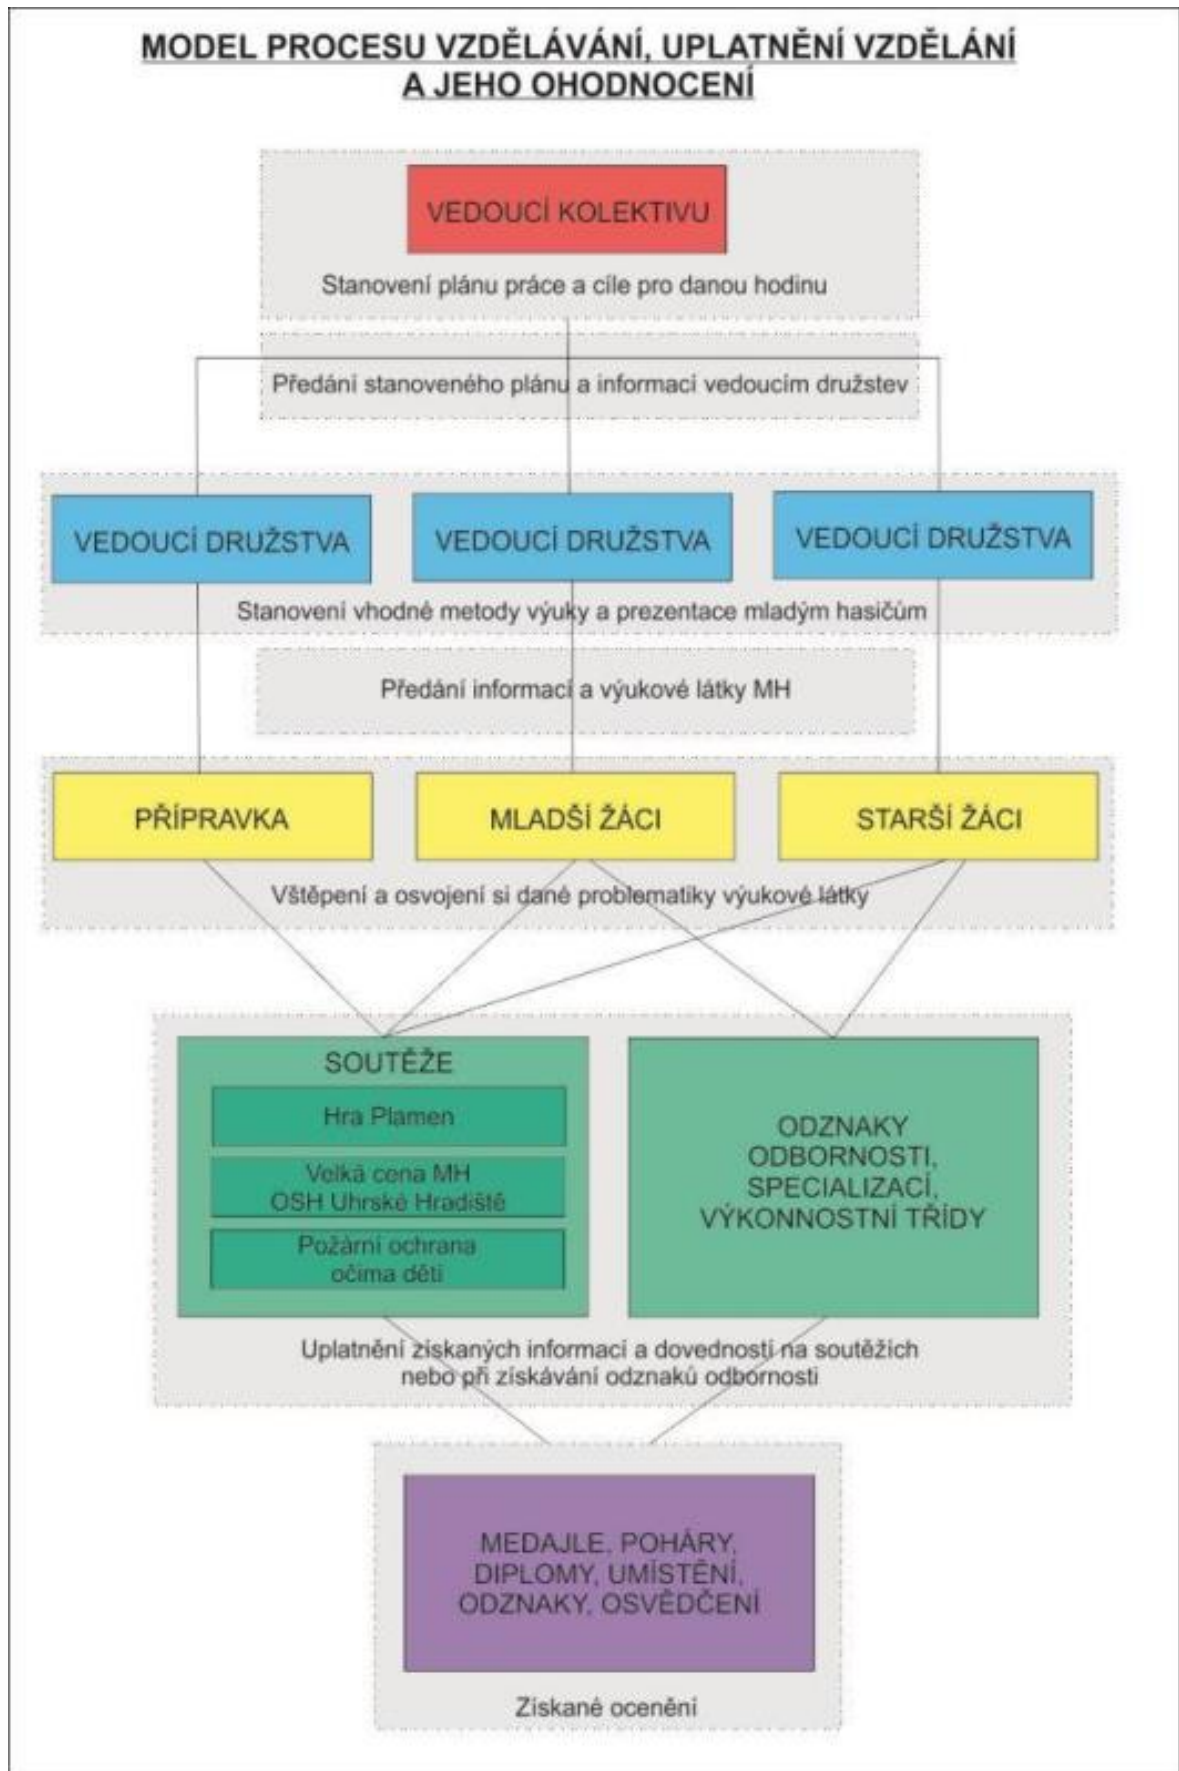 MODEL PROCESU VZDĚLÁVÁNÍ, UPLATNĚNÍ VZDĚLÁNÍ
A JEHO OHODNOCENÍ
VEDOUCÍ KOLEKTIVU
Stanovení plánu práce a cíle pro danou hodinu
Předání stanoveného plánu a informací vedoucím družstev
VEDOUCÍ DRUŽSTVA
VEDOUCÍ DRUŽSTVA
VEDOUCÍ DRUŽSTVA
Stanovení vhodné metody výuky a prezentace mladým hasičům
Předání informací a výukové látky MH
PŘÍPRAVKA
MLADŠÍ ŽÁCI
STARŠÍ ŽÁCI
Vštěpení a osvojení si dané problematiky výukové látky
SOUTĚŽE
Hra Plamen
Velká cena MH
OSH Uhrské Hradiště
Požární ochrana
očima dětí
ODZNAKY
ODBORNOSTI,
SPECIALIZACÍ,
VÝKONNOSTNÍ TŘÍDY
Uplatnění získaných informací a dovedností na soutěžích
nebo při získávání odznaků odbornosti
MEDAJLE, POHÁRY,
DIPLOMY, UMÍSTĚNÍ,
ODZNAKY, OSVĚDČENÍ
Získané ocenění